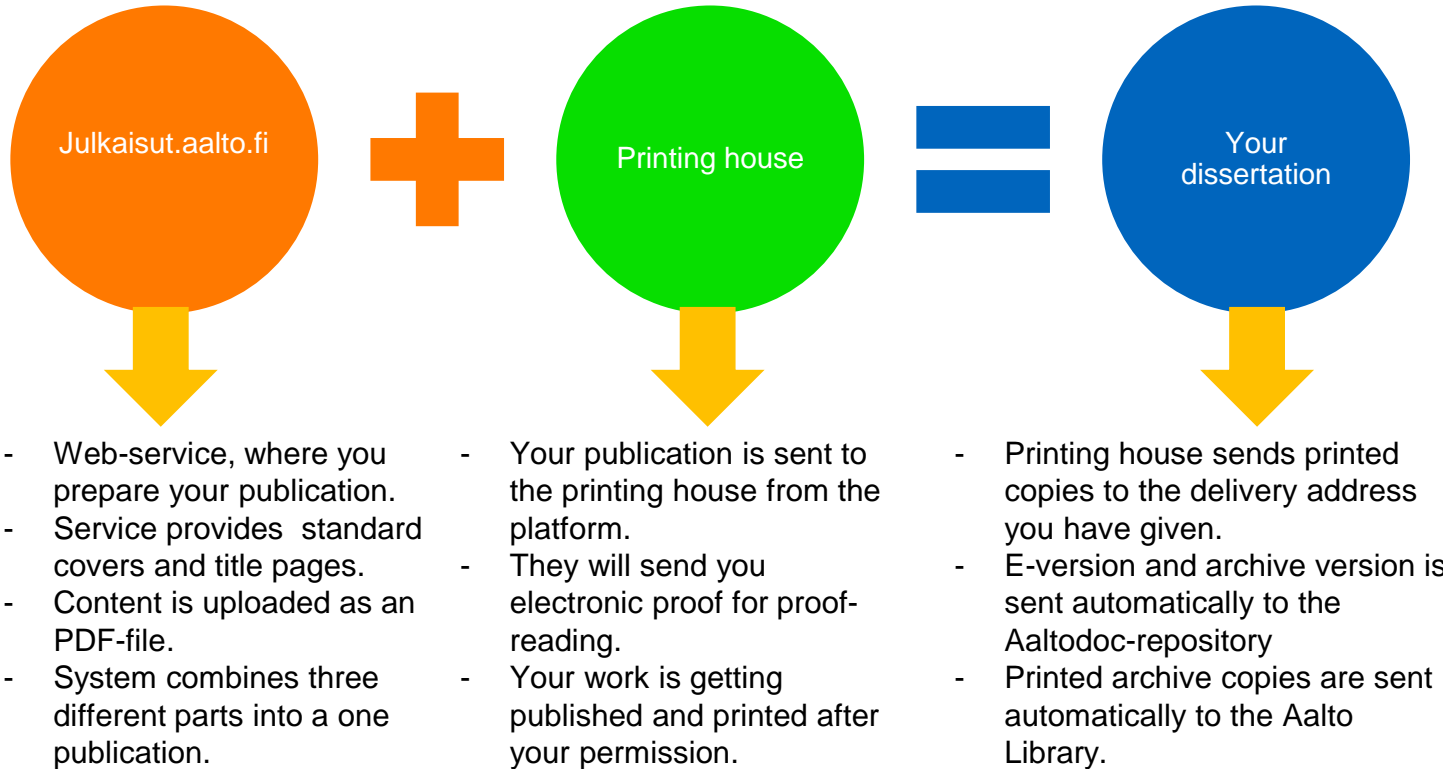 Julkaisut.aalto.fi
Printing house
Your
dissertation
- Web-service, where you
prepare your publication.
- Service provides standard
covers and title pages.
- Content is uploaded as an
PDF-file.
- System combines three
different parts into a one
publication.
- Your publication is sent to
the printing house from the
platform.
- They will send you
electronic proof for proof-
reading.
- Your work is getting
published and printed after
your permission.
- Printing house sends printed
copies to the delivery address
you have given.
- E-version and archive version is
sent automatically to the
Aaltodoc-repository
- Printed archive copies are sent
automatically to the Aalto
Library.